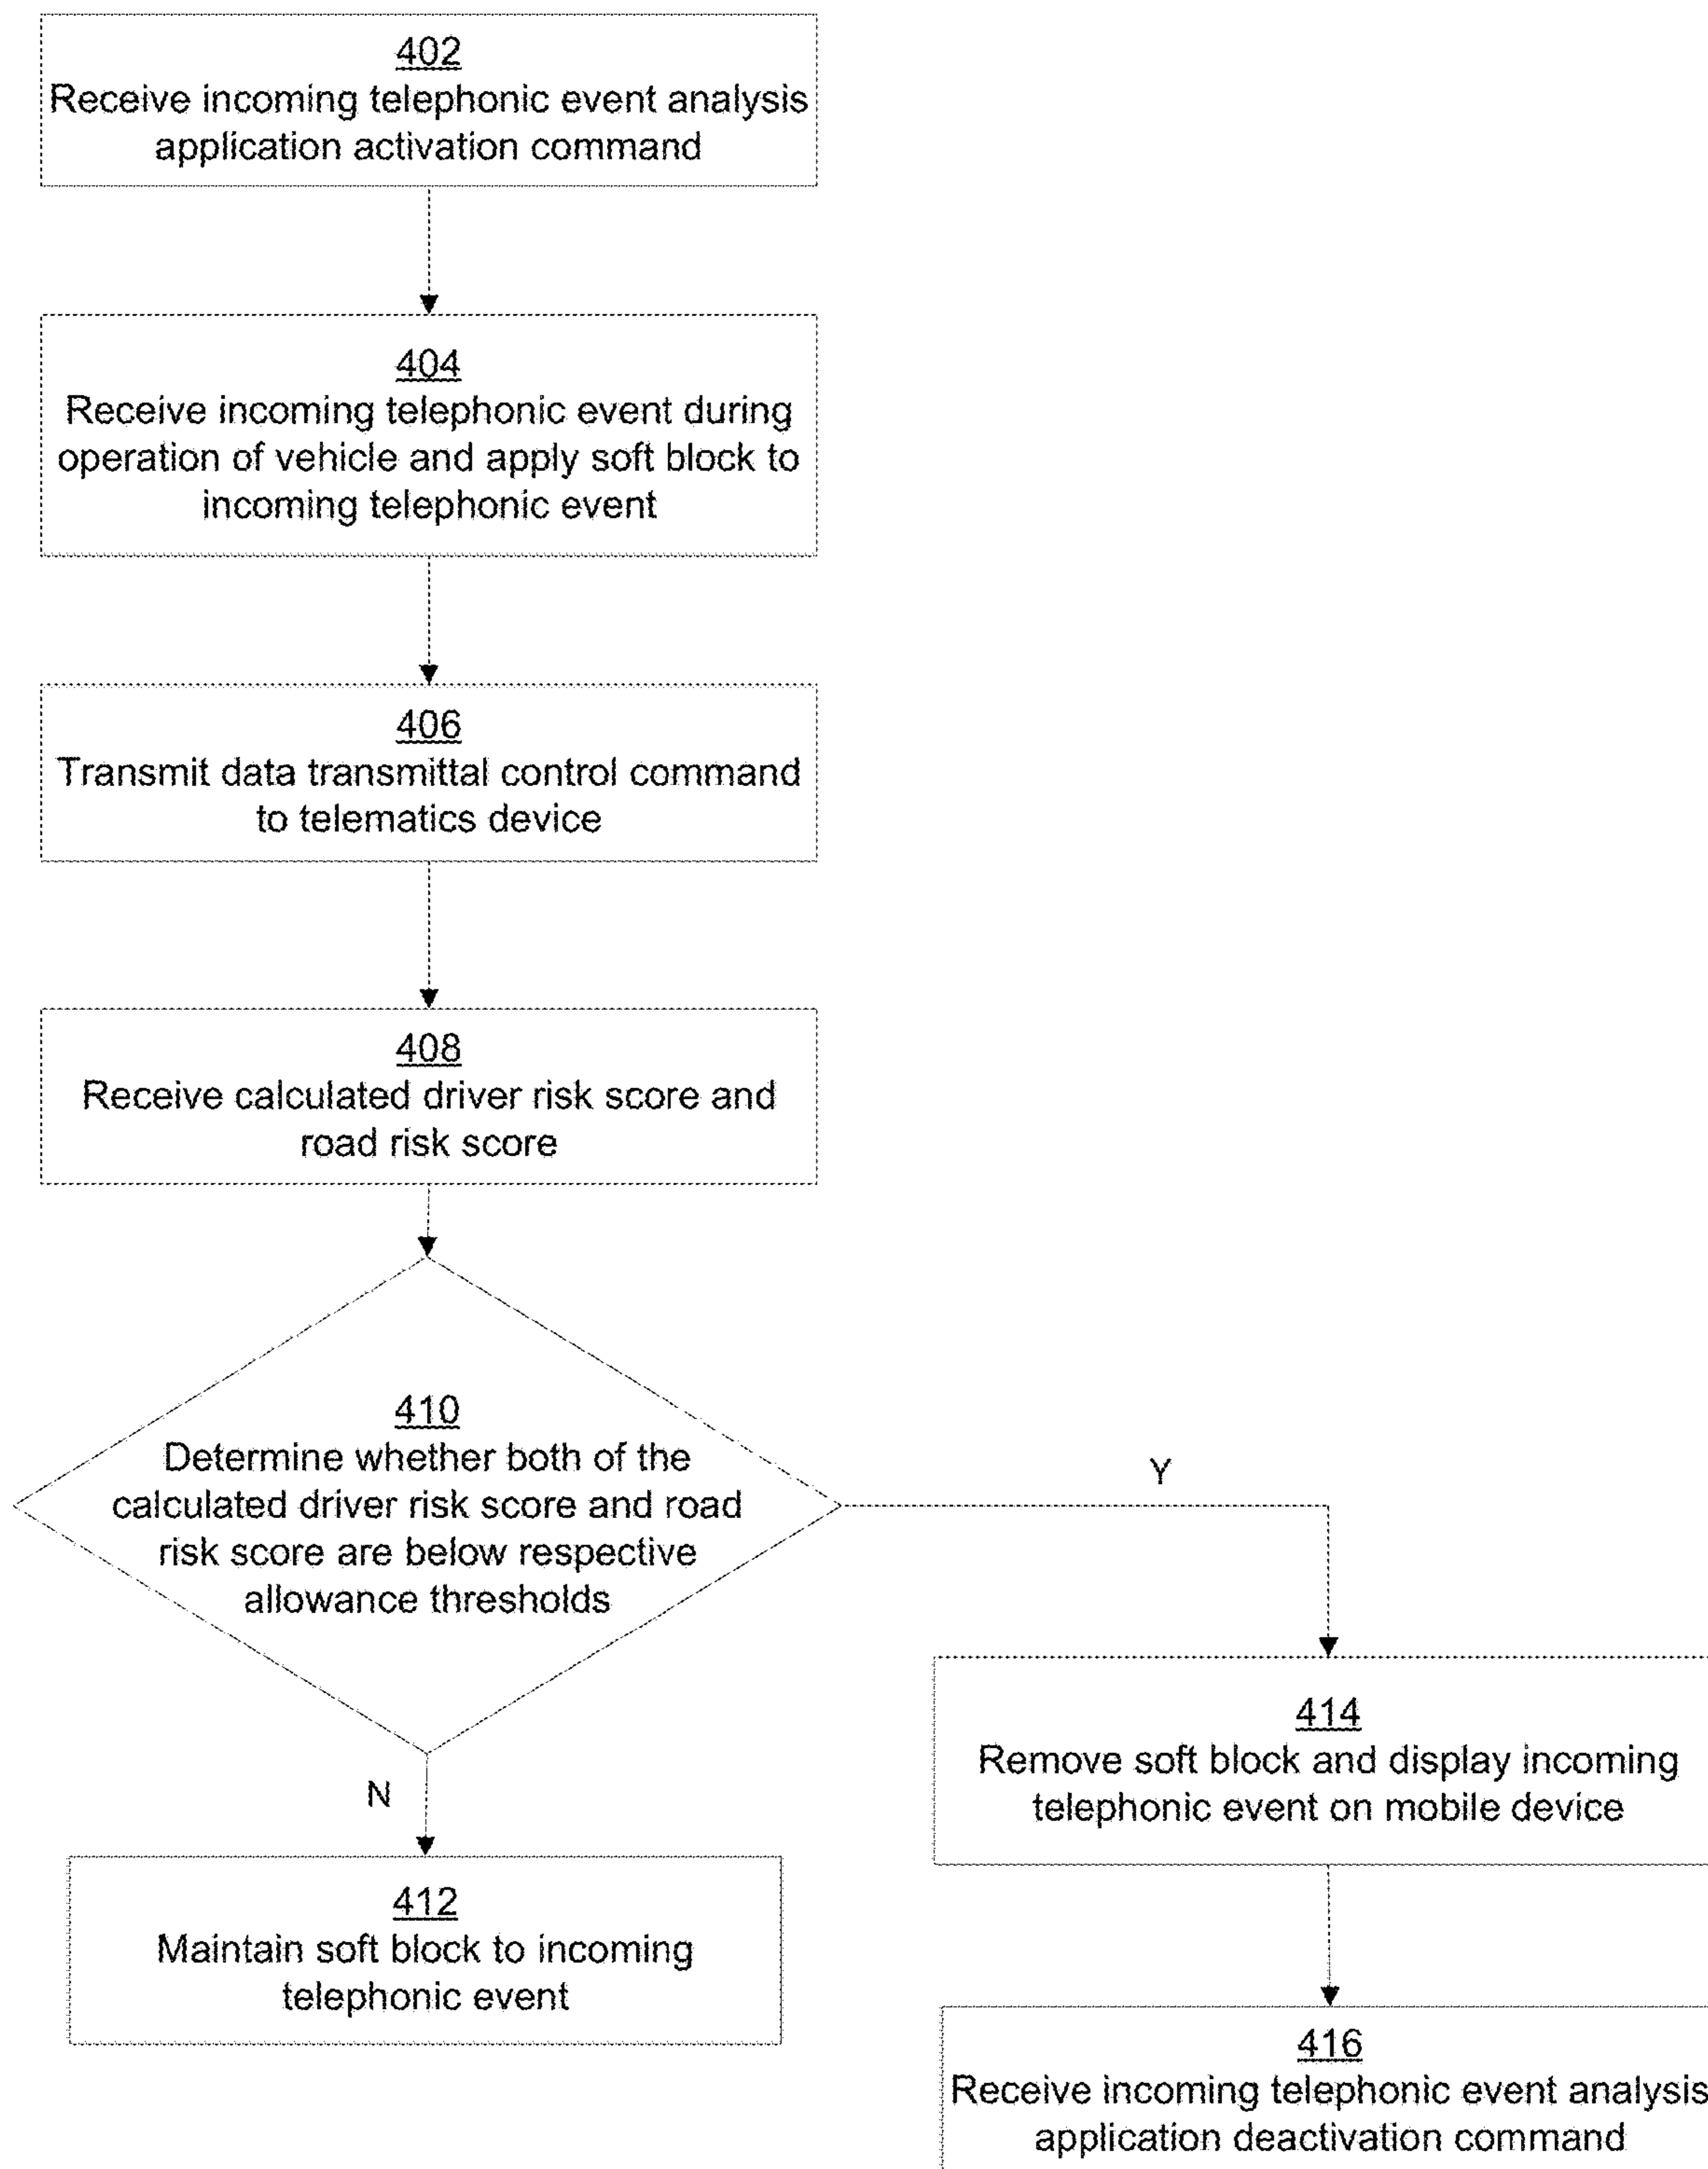 402
Receive incoming telephonic event analysis
application activation command
404
Receive incoming telephonic event during
operation of vehicle and apply soft block to
incoming telephonic event
406
Transmit data transmittal control command
to telematics device
408
Receive calculated driver risk score and
road risk score
410
Determine whether both of the
calculated driver risk score and road
risk score are below respective
allowance thresholds
Y
N
414
Remove soft block and display incoming
telephonic event on mobile device
412
Maintain soft block to incoming
telephonic event
416
Receive incoming telephonic event analysis
application deactivation command